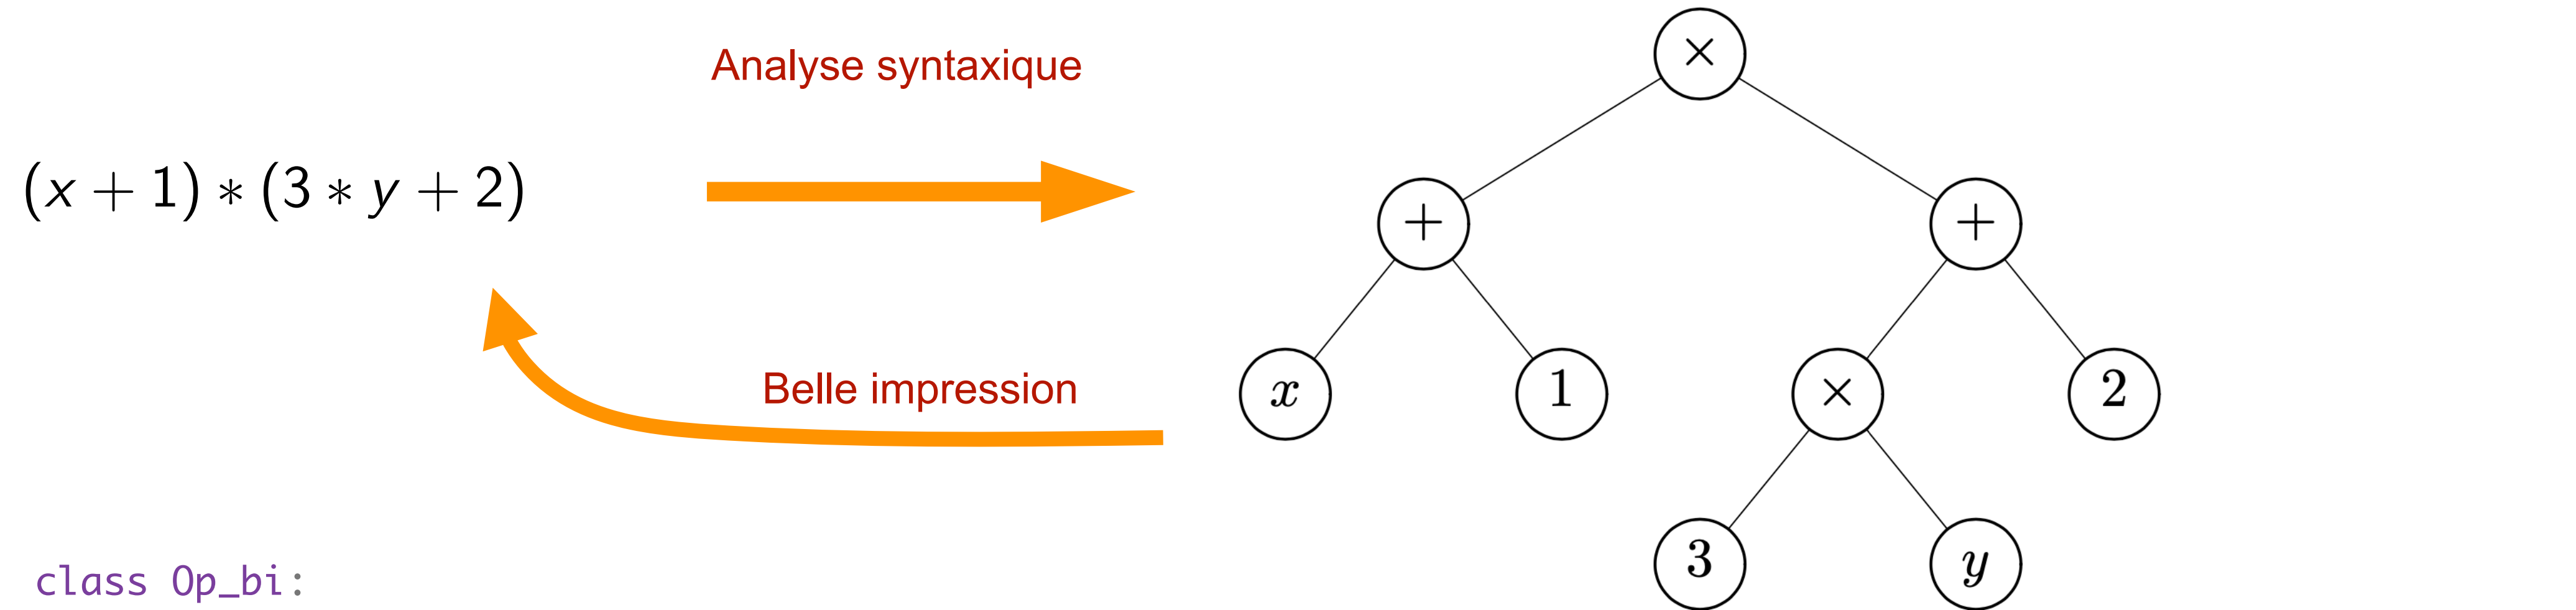 Analyse syntaxique
(x + 1) ∗ (3 ∗ y + 2)
Belle impression
×
+ +
x 1 × 2
3 y
class Op_bi: